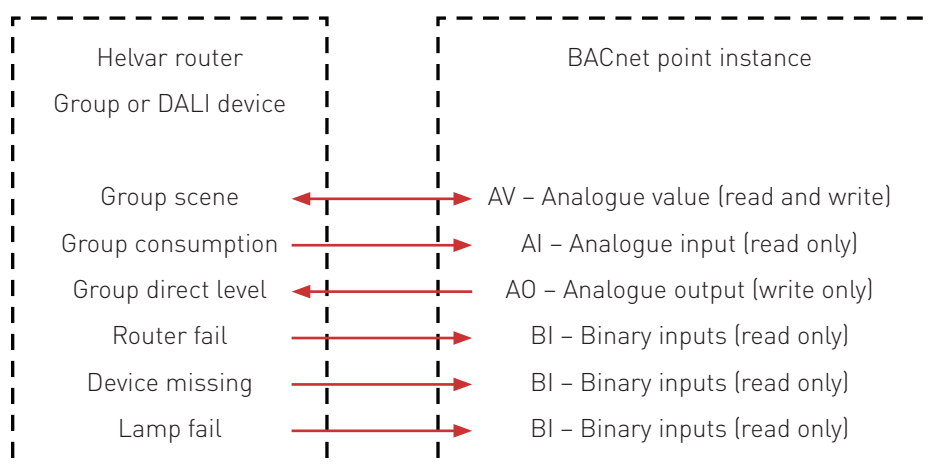 Helvar router
Group or DALI device
BACnet point instance
Group scene
AV – Analogue value (read and write)
Group consumption
AI – Analogue input (read only)
Group direct level
AO – Analogue output (write only)
Router fail
BI – Binary inputs (read only)
Device missing
BI – Binary inputs (read only)
Lamp fail
BI – Binary inputs (read only)